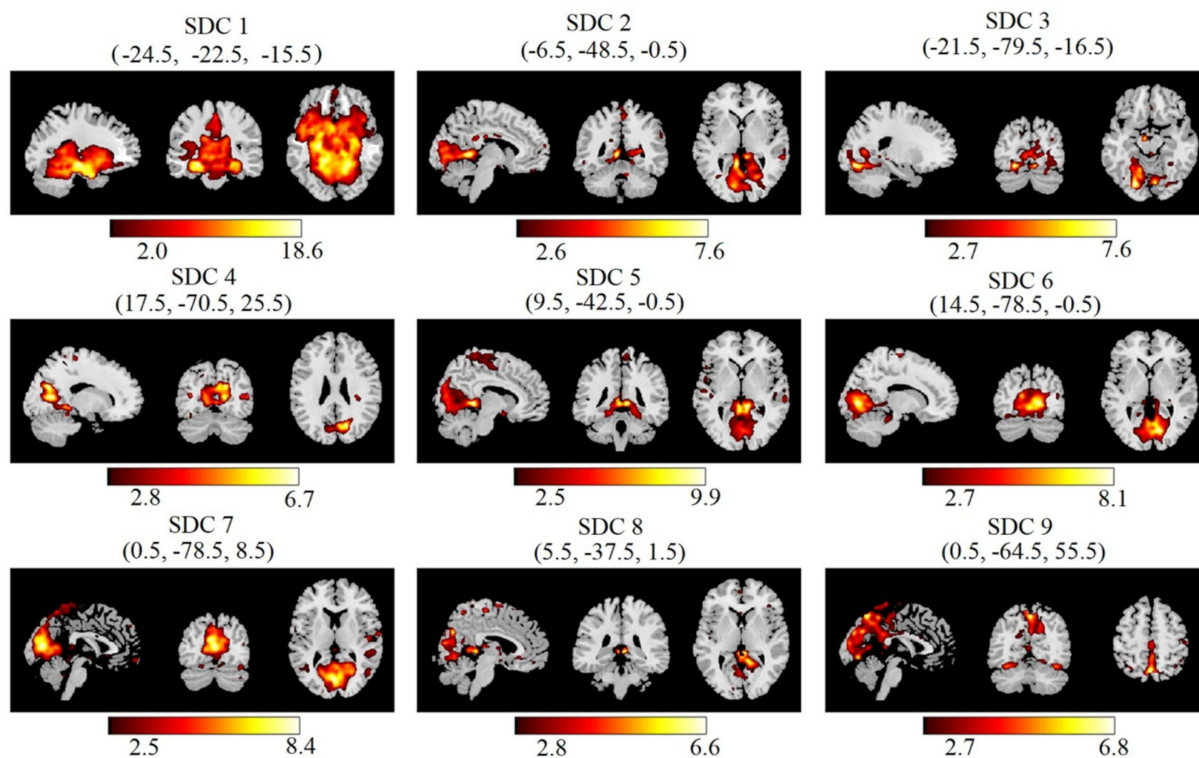 SDC 1
(-24.5, -22.5, -15.5)
2.0 18.6
SDC 2
(-6.5, -48.5, -0.5)
2.6 7.6
SDC 3
(-21.5, -79.5, -16.5)
2.7 7.6
SDC 4
(17.5, -70.5, 25.5)
2.8 6.7
SDC 5
(9.5, -42.5, -0.5)
2.5 9.9
SDC 6
(14.5, -78.5, -0.5)
2.7 8.1
SDC 7
(0.5, -78.5, 8.5)
2.5 8.4
SDC 8
(5.5, -37.5, 1.5)
2.8 6.6
SDC 9
(0.5, -64.5, 55.5)
2.7 6.8